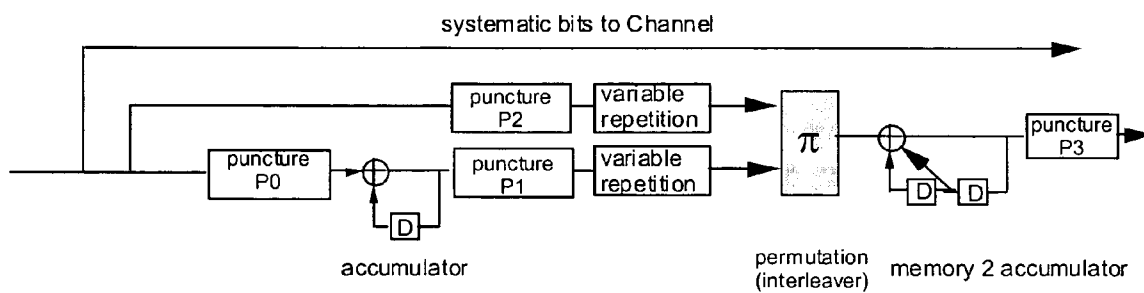 systematic bits to Channel
puncture
P2
variable
repetition
puncture
P0
puncture
P1
variable
repetition
π
puncture
P3
D
D
D
accumulator
permutation
(interleaver)
memory 2 accumulator